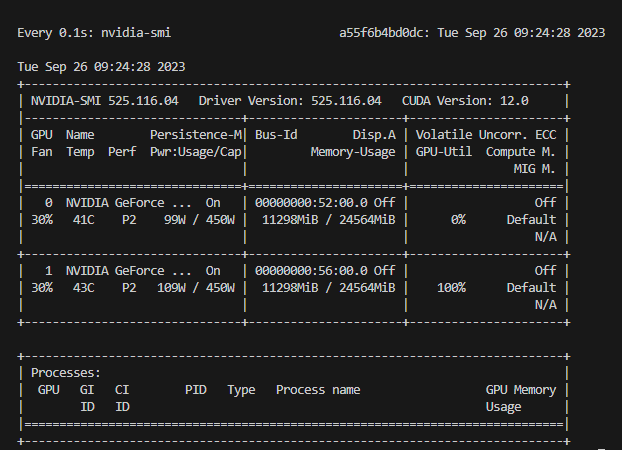 Every 0.1s: nvidia-smi                        a55f6b4bd0dc: Tue Sep 26 09:24:28 2023

Tue Sep 26 09:24:28 2023
+-----------------------------------------------------------------------------+
| NVIDIA-SMI 525.116.04   Driver Version: 525.116.04   CUDA Version: 12.0     |
|-------------------------------+----------------------+----------------------+
| GPU  Name        Persistence-M| Bus-Id        Disp.A | Volatile Uncorr. ECC |
| Fan  Temp  Perf  Pwr:Usage/Cap|         Memory-Usage | GPU-Util  Compute M. |
|                               |                      |               MIG M. |
|===============================+======================+======================|
|   0  NVIDIA GeForce ...  On   | 00000000:52:00.0 Off |                  Off |
| 30%   41C    P2    99W / 450W |  11298MiB / 24564MiB |      0%      Default |
|                               |                      |                  N/A |
+-------------------------------+----------------------+----------------------+
|   1  NVIDIA GeForce ...  On   | 00000000:56:00.0 Off |                  Off |
| 30%   43C    P2   109W / 450W |  11298MiB / 24564MiB |    100%      Default |
|                               |                      |                  N/A |
+-------------------------------+----------------------+----------------------+

+-----------------------------------------------------------------------------+
| Processes:                                                                  |
|  GPU   GI   CI        PID   Type   Process name                  GPU Memory |
|        ID   ID                                                   Usage      |
|=============================================================================|
+-----------------------------------------------------------------------------+